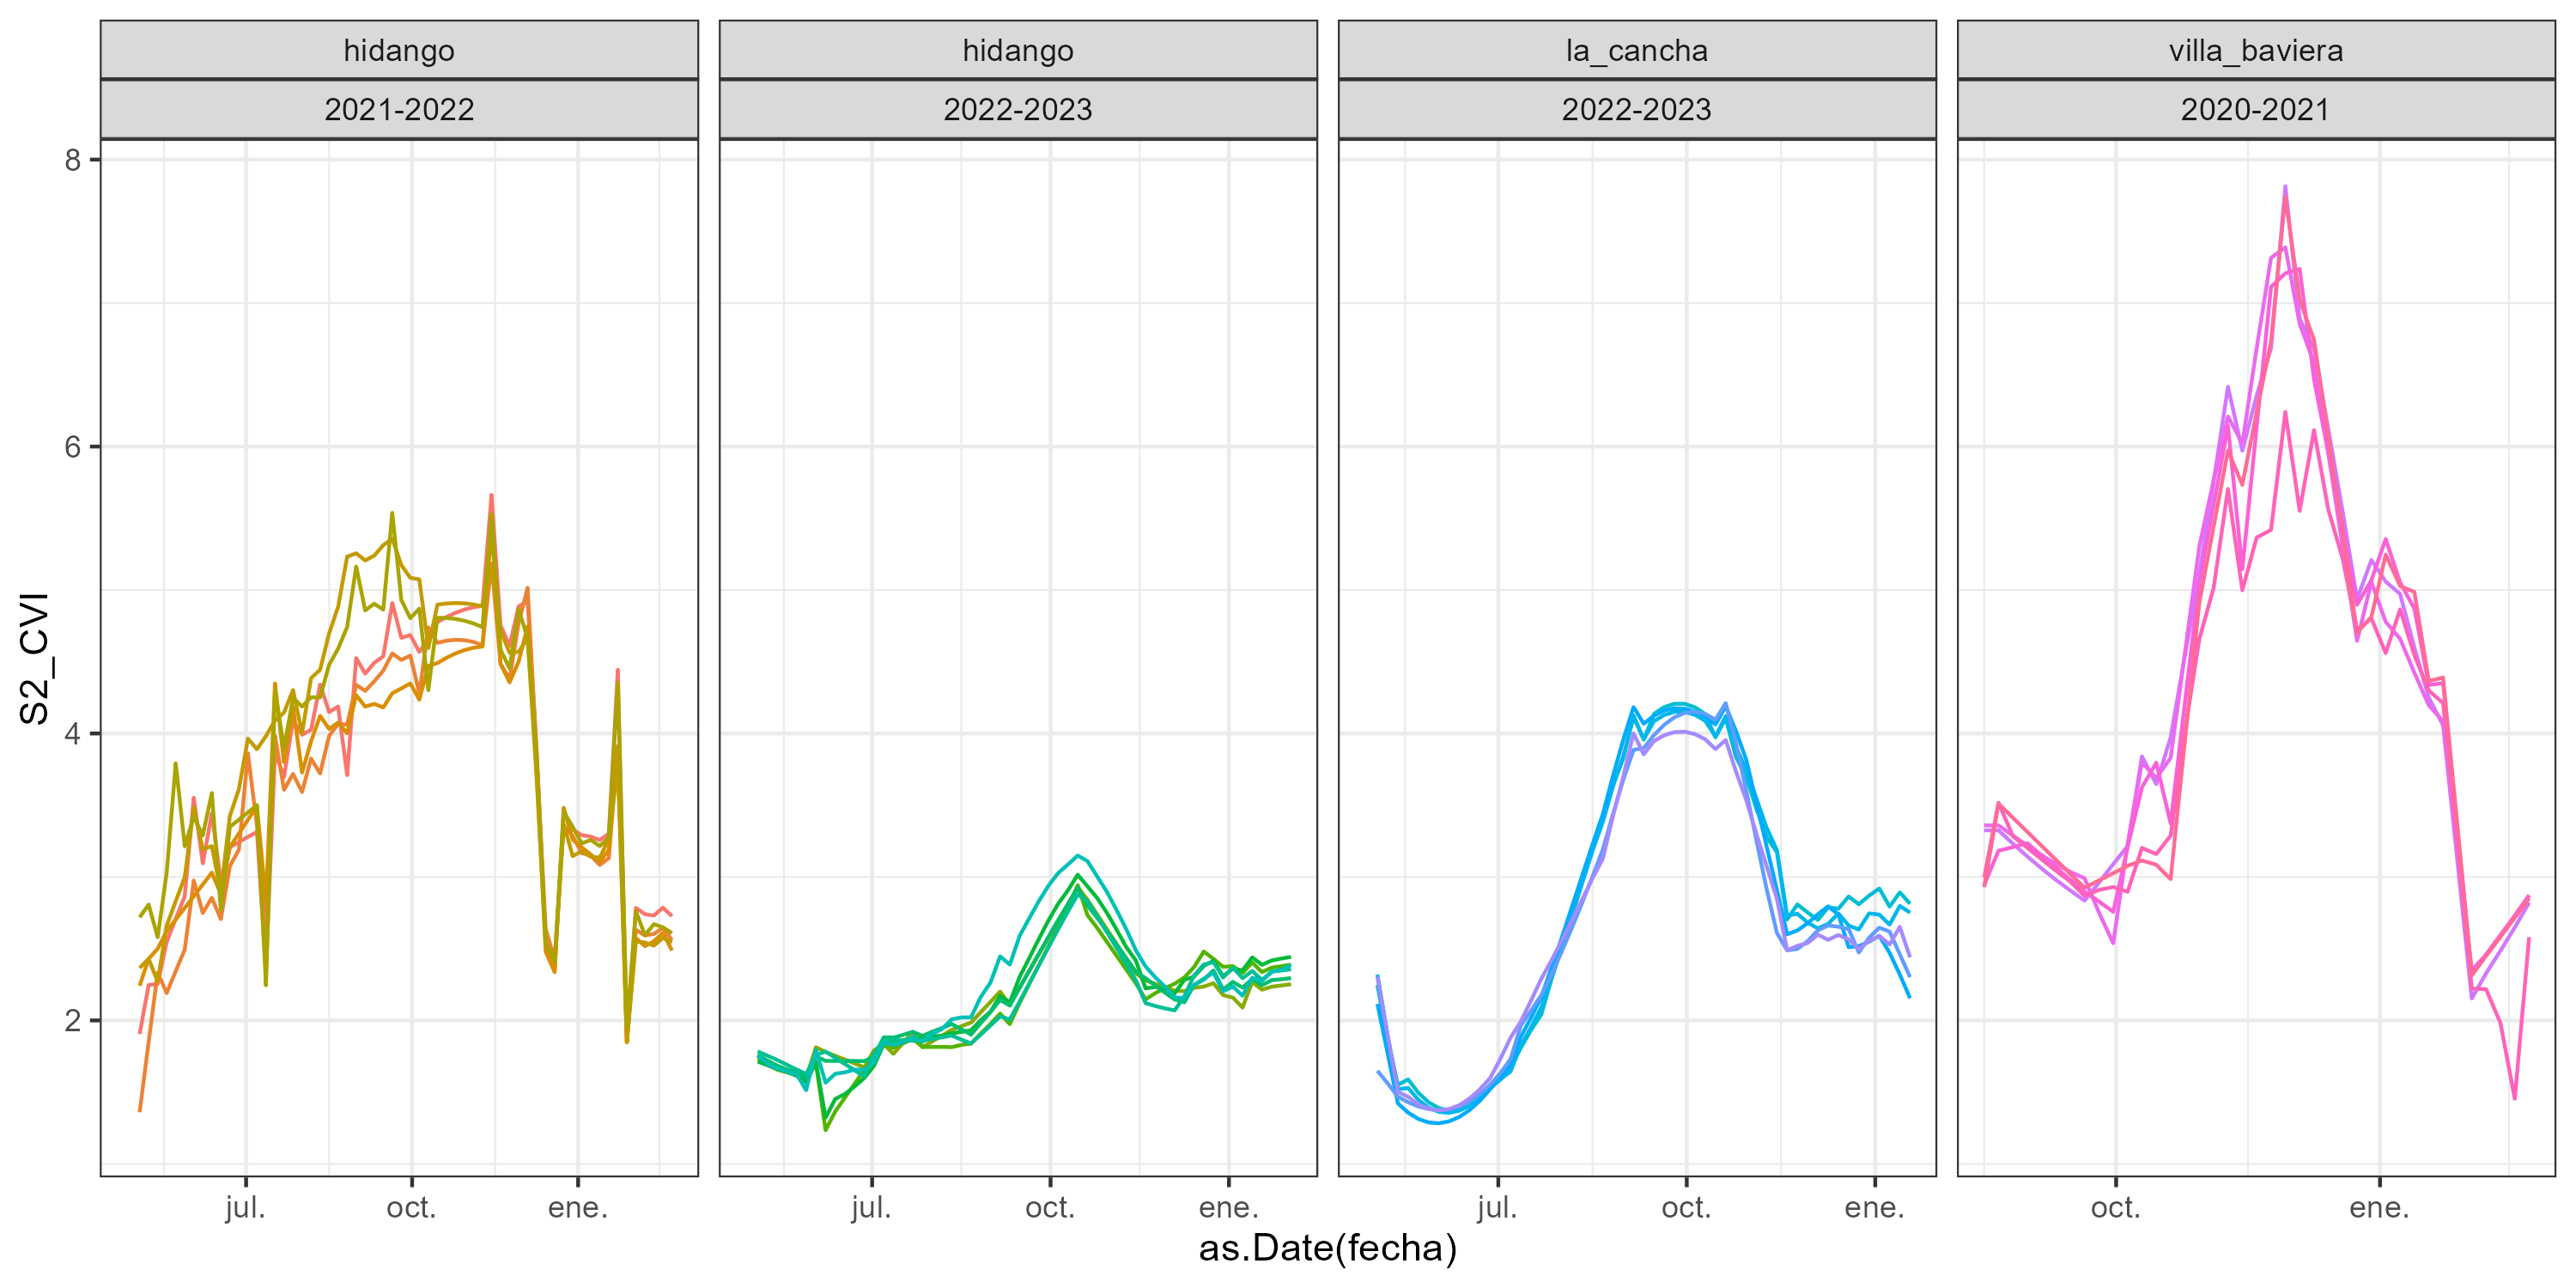 hidango hidango la_cancha villa_baviera
2021-2022 2022-2023 2022-2023 2020-2021
8
6
4
2
S2_CVI
jul. oct. ene. jul. oct. ene. jul. oct. ene. oct. ene.
as.Date(fecha)